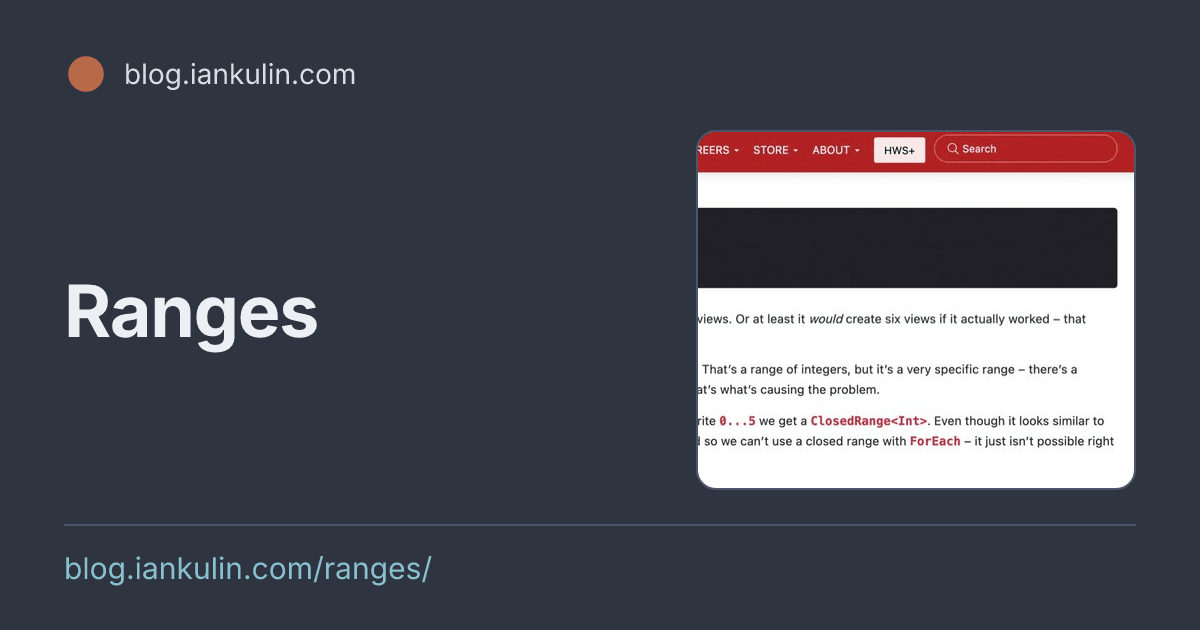 blog.iankulin.com
Ranges
STORE ABOUT HWS+ Search
views. Or at least it would create six views if it actually worked – that
That’s a range of integers, but it’s a very specific range – there’s a
what’s causing the problem.
0...5 we get a ClosedRange<Int>. Even though it looks similar to
so we can’t use a closed range with ForEach – it just isn’t possible right
blog.iankulin.com/ranges/